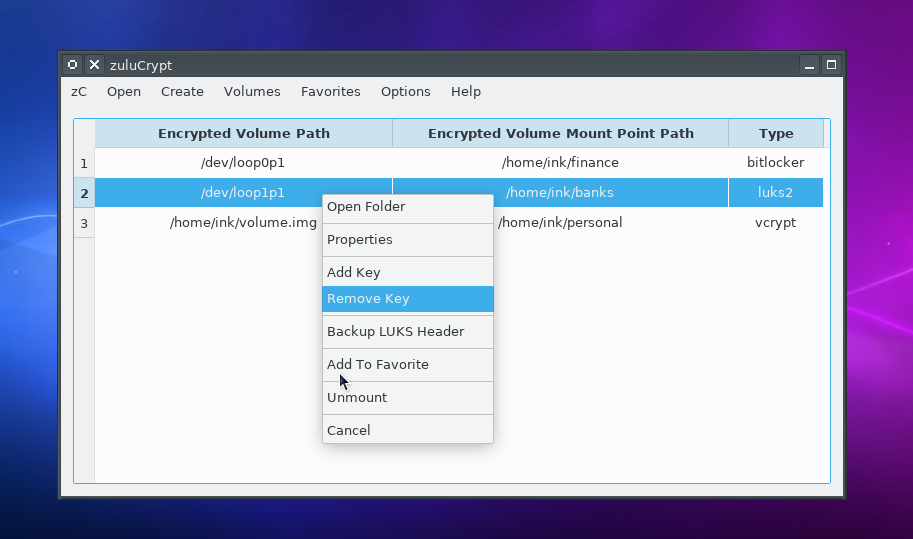 zuluCrypt
zC Open Create Volumes Favorites Options Help
Encrypted Volume Path Encrypted Volume Mount Point Path Type
1 /dev/loop0p1 /home/ink/finance bitlocker
2 /dev/loop1p1 /home/ink/banks luks2
3 /home/ink/volume.img /home/ink/personal vcrypt
Open Folder
Properties
Add Key
Remove Key
Backup LUKS Header
Add To Favorite
Unmount
Cancel